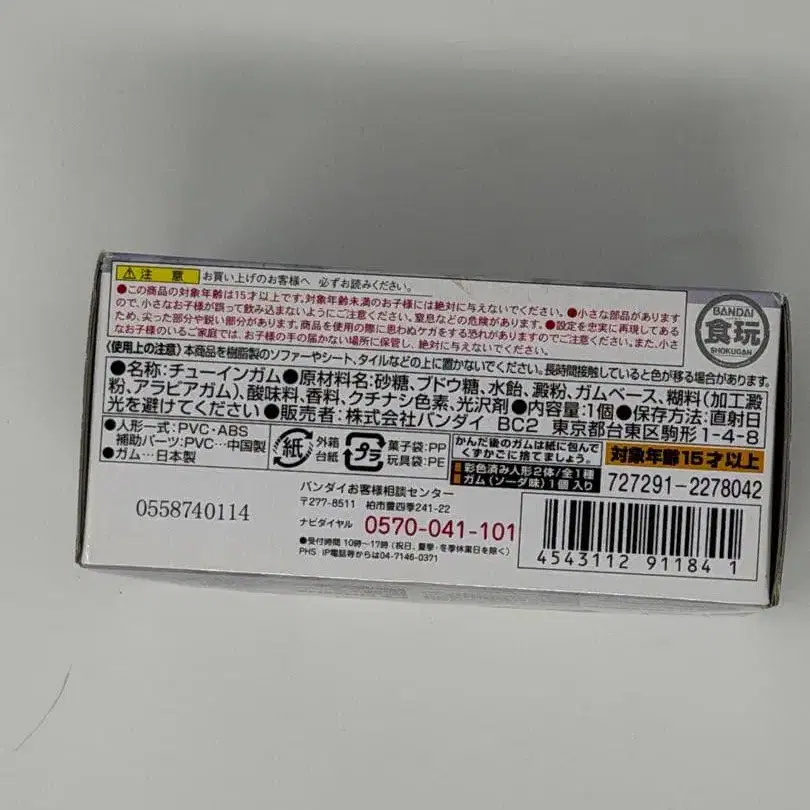 ⚠注意 お買い上げのお客様へ 必ずお読みください。
●この商品の対象年齢は15才以上です。対象年齢未満のお子様には絶対に与えないでください。●小さな部品があります
ので、小さなお子様が誤って飲み込まないようにご注意ください。窒息などの危険があります。●設定を忠実に再現してある
ため、尖った部分や鋭い部分があります。商品を使用の際に思わぬケガをする恐れがありますのでご注意ください。また、小さ
なお子様のいるご家庭では、お子様の手の届かない場所に保管し、絶対に与えないでください。
BANDAI
食玩
SHOKUGAN
〈使用上の注意〉本商品を樹脂製のソファーやシート、タイルなどの上に置かないでください。長時間接触していると色が移る場合があります。
●名称:チューインガム●原材料名:砂糖、ブドウ糖、水飴、澱粉、ガムベース、糊料(加工澱
粉、アラビアガム)、酸味料、香料、クチナシ色素、光沢剤●内容量:1個●保存方法:直射日
光を避けてください●販売者:株式会社バンダイ BC2 東京都台東区駒形1-4-8
●人形一式:PVC・ABS
補助パーツ:PVC…中国製
●ガム…日本製
紙
外箱
台紙
プラ
菓子袋:PP
玩具袋:PE
かんだ後のガムは紙に包んで
くずかごに捨てましょう。
彩色済み人形2体/全1種
ガム(ソーダ味)1個入り
対象年齢15才以上
727291-2278042
0558740114
バンダイお客様相談センター
〒277-8511 柏市豊四季241-22
ナビダイヤル 0570-041-101
●受付時間 10時〜17時(祝日、夏季・冬季休業日を除く)
PHS IP電話等からは04-7146-0371
4543112 911841